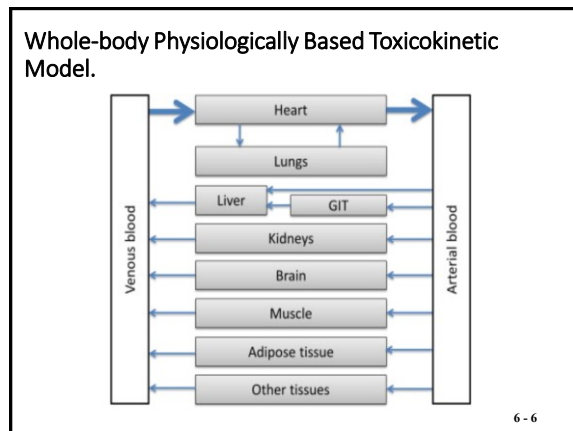 Whole-body Physiologically Based Toxicokinetic
Model.
Heart
Lungs
Liver
GIT
Kidneys
Brain
Muscle
Adipose tissue
Other tissues
Venous blood
Arterial blood
6 - 6